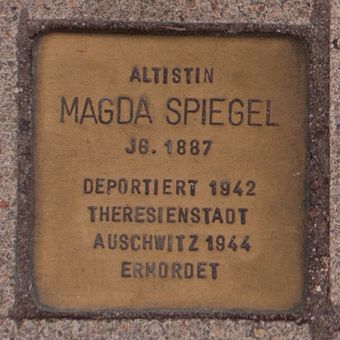 ALTISTIN
MAGDA SPIEGEL
JG. 1887
DEPORTIERT 1942
THERESIENSTADT
AUSCHWITZ 1944
ERMORDET